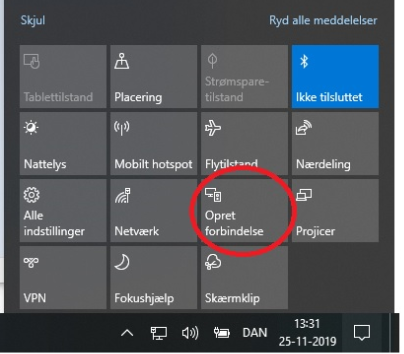 Skjul Ryd alle meddelelser
Tablettilstand
Placering
Strømspare-
tilstand
Ikke tilsluttet
Nattelys
Mobilt hotspot
Flytilstand
Nærdeling
Alle
indstillinger
Netværk
Opret
forbindelse
Projicer
VPN
Fokushjælp
Skærmklip
DAN
13:31
25-11-2019